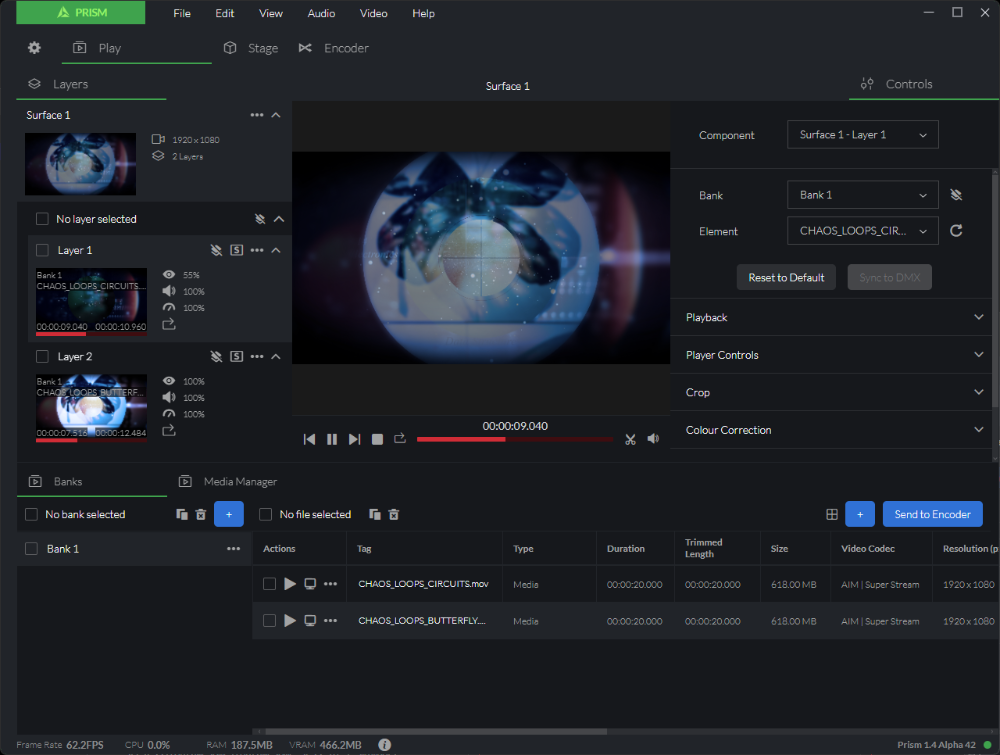 PRISM File Edit View Audio Video Help
Play Stage Encoder
Layers Surface 1 Controls
Surface 1
1920x1080
2 Layers
Component Surface 1 - Layer 1
No layer selected
Bank Bank 1
Element CHAOS_LOOPS_CIR...
Layer 1 S
Bank 1
CHAOS_LOOPS_CIRCUITS....
55%
100%
100%
00:00:09.040 00:00:10.960
Reset to Default Sync to DMX
Playback
Player Controls
Crop
Colour Correction
Layer 2 S
Bank 1
CHAOS_LOOPS_BUTTERF...
100%
100%
100%
00:00:07.516 00:00:12.484
00:00:09.040
Banks Media Manager
No bank selected + No file selected + Send to Encoder
Bank 1
Actions Tag Type Duration Trimmed Length Size Video Codec Resolution (p
CHAOS_LOOPS_CIRCUITS.mov Media 00:00:20.000 00:00:20.000 618.00 MB AIM | Super Stream 1920 x 1080
CHAOS_LOOPS_BUTTERFLY.... Media 00:00:20.000 00:00:20.000 618.00 MB AIM | Super Stream 1920 x 1080
Frame Rate 62.2FPS CPU 0.0% RAM 187.5MB VRAM 466.2MB i Prism 1.4 Alpha 42